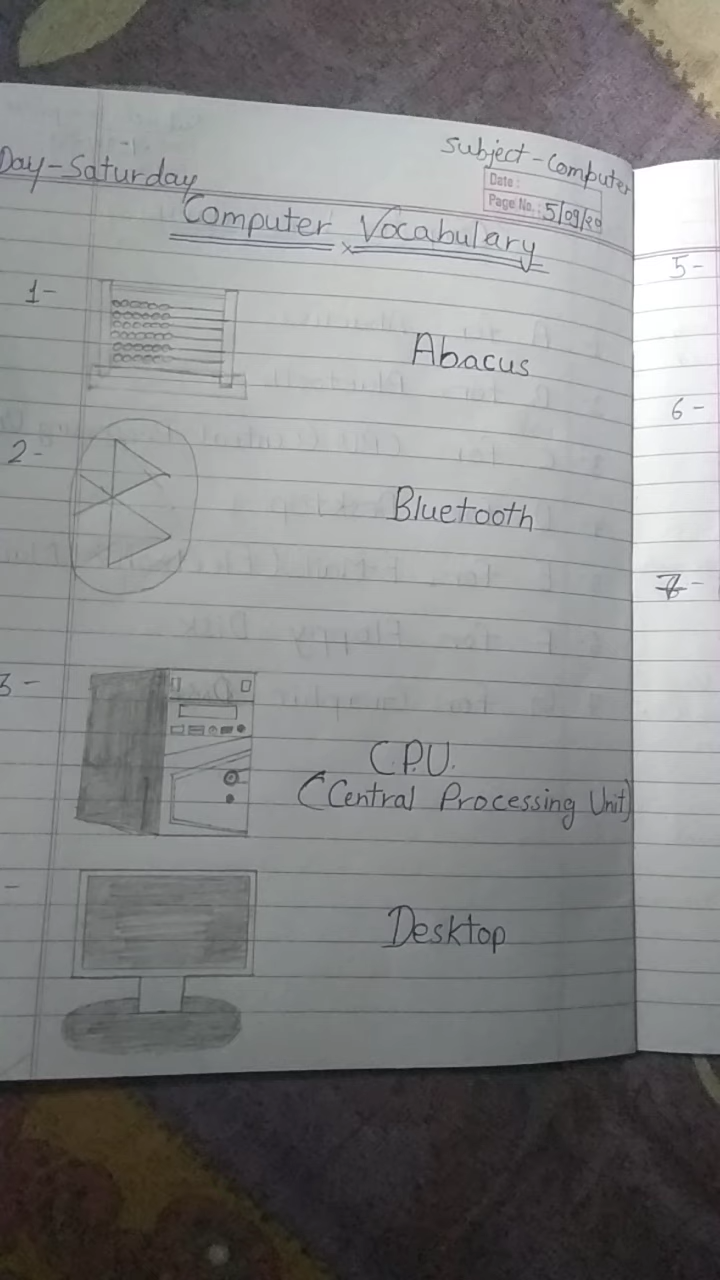 Subject-Computer
Day-Saturday
Date :
Page No. : 5/09/20
Computer Vocabulary
1-
Abacus
2-
Bluetooth
3-
C.P.U.
(Central Processing Unit)
-
Desktop
5-
6-
7-